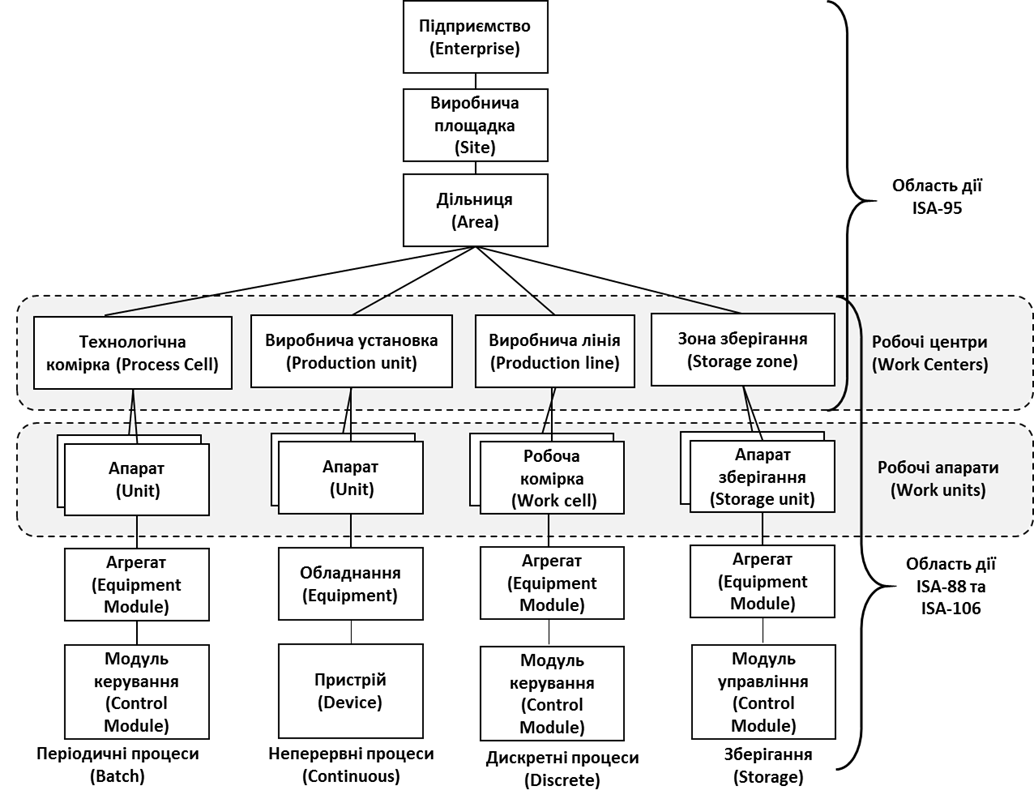 Підприємство
(Enterprise)
Виробнича
площадка
(Site)
Дільниця
(Area)
Область дії
ISA-95
Технологічна
комірка (Process Cell)
Виробнича установка
(Production unit)
Виробнича лінія
(Production line)
Зона зберігання
(Storage zone)
Робочі центри
(Work Centers)
Апарат
(Unit)
Апарат
(Unit)
Робоча
комірка
(Work cell)
Апарат
зберігання
(Storage unit)
Робочі апарати
(Work units)
Агрегат
(Equipment
Module)
Обладнання
(Equipment)
Агрегат
(Equipment
Module)
Агрегат
(Equipment
Module)
Область дії
ISA-88 та
ISA-106
Модуль
керування
(Control
Module)
Пристрій
(Device)
Модуль
керування
(Control
Module)
Модуль
управління
(Control
Module)
Періодичні процеси
(Batch)
Неперервні процеси
(Continuous)
Дискретні процеси
(Discrete)
Зберігання
(Storage)